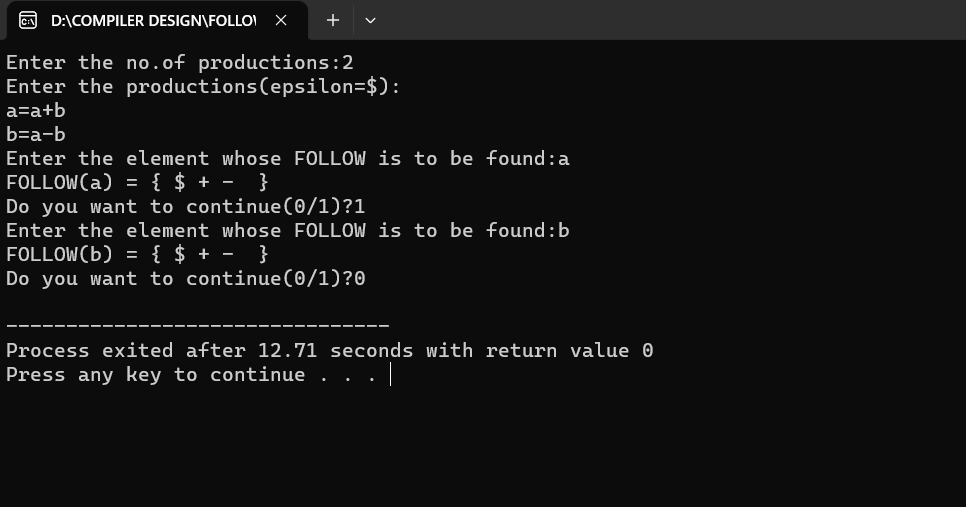 D:\COMPILER DESIGN\FOLLOV
Enter the no.of productions:2
Enter the productions(epsilon=$):
a=a+b
b=a-b
Enter the element whose FOLLOW is to be found:a
FOLLOW(a) = { $ + -  }
Do you want to continue(0/1)?1
Enter the element whose FOLLOW is to be found:b
FOLLOW(b) = { $ + -  }
Do you want to continue(0/1)?0
--------------------------------
Process exited after 12.71 seconds with return value 0
Press any key to continue . . .